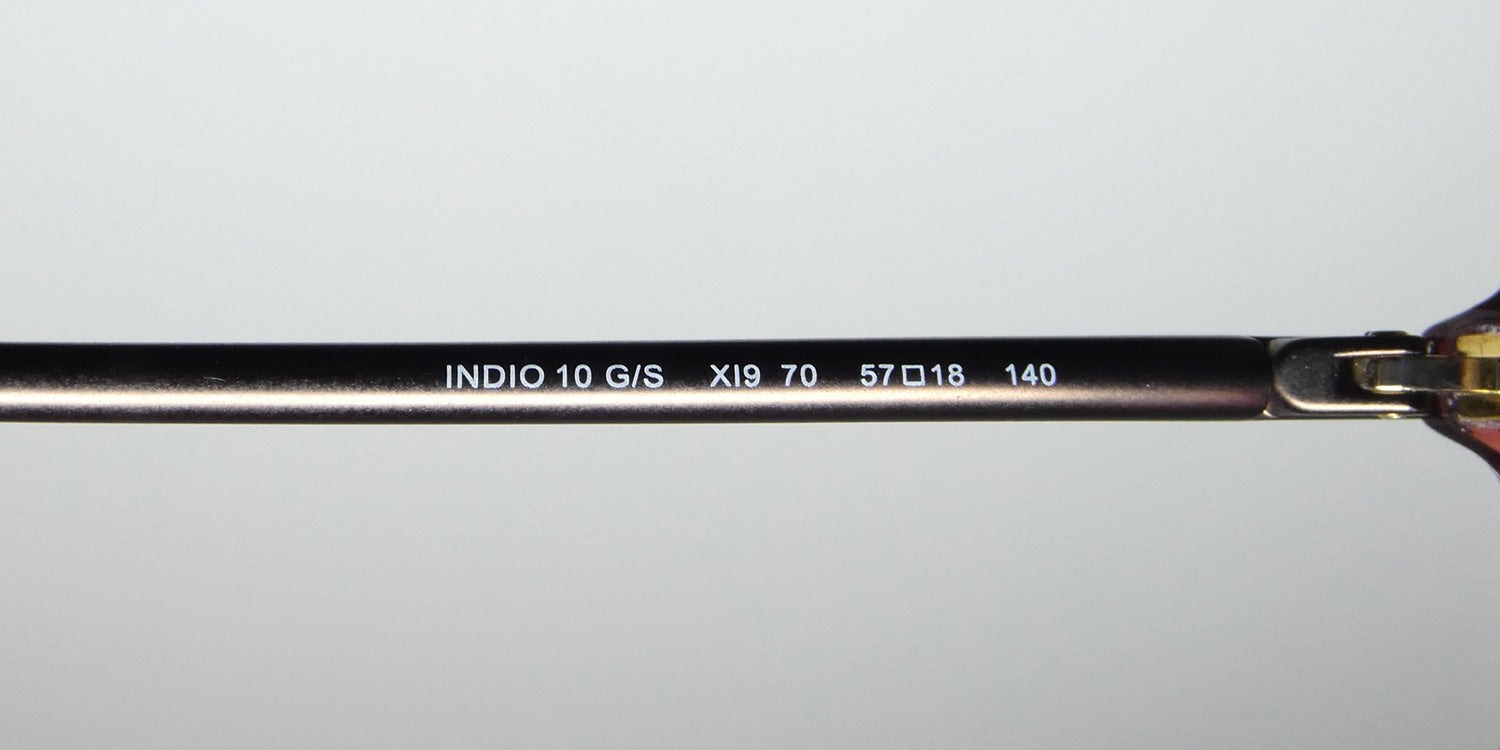 INDIO 10 G/S XI9 70 57□18 140